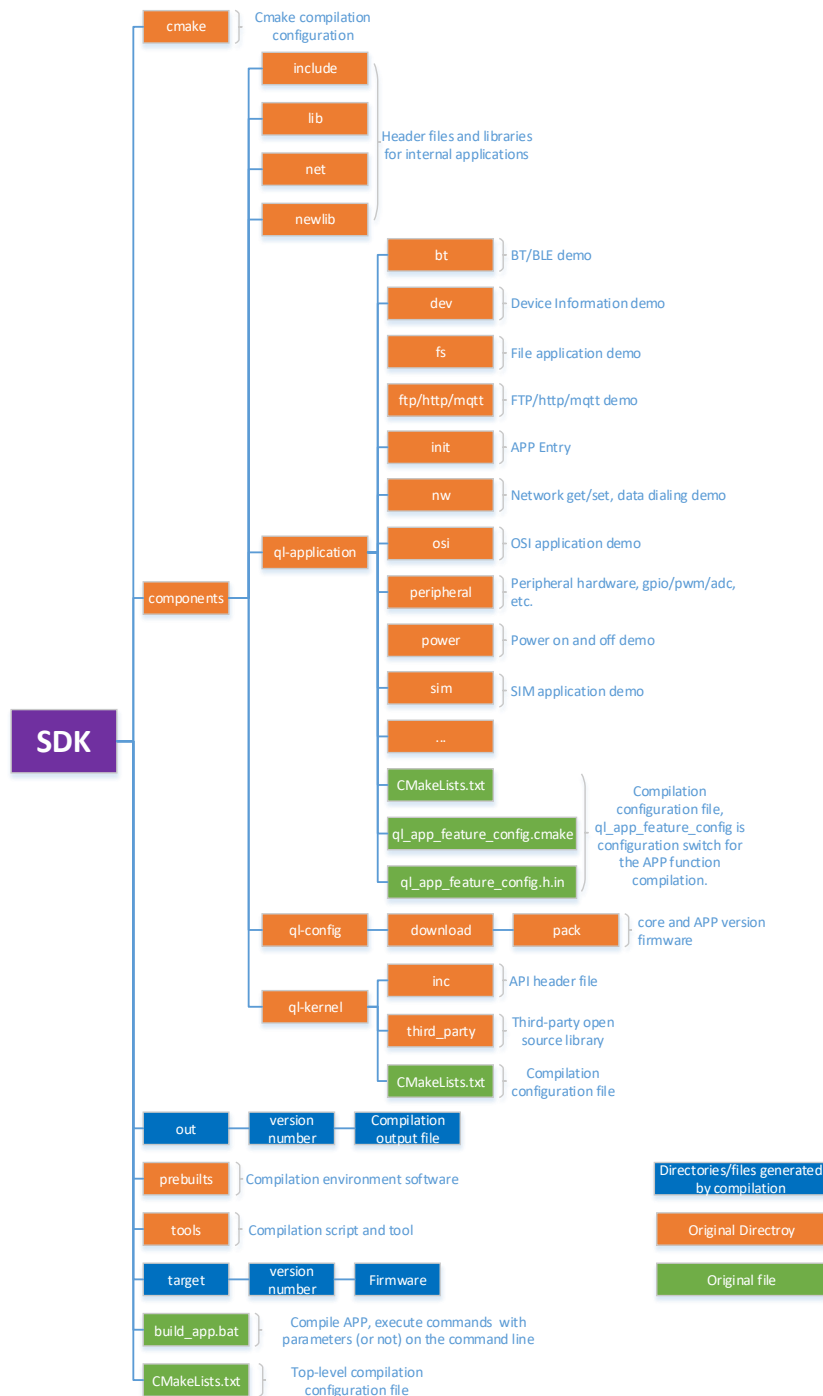 cmake
Cmake compilation
configuration
include
lib
net
newlib
Header files and libraries
for internal applications
bt
BT/BLE demo
dev
Device Information demo
fs
File application demo
ftp/http/mqtt
FTP/http/mqtt demo
init
APP Entry
nw
Network get/set, data dialing demo
ql-application
osi
OSI application demo
components
peripheral
Peripheral hardware, gpio/pwm/adc,
etc.
power
Power on and off demo
sim
SIM application demo
...
SDK
CMakeLists.txt
ql_app_feature_config.cmake
ql_app_feature_config.h.in
Compilation
configuration file,
ql_app_feature_config is
configuration switch for
the APP function
compilation.
ql-config
download
pack
core and APP version
firmware
ql-kernel
inc
API header file
third_party
Third-party open
source library
CMakeLists.txt
Compilation
configuration file
out
version
number
Compilation
output file
prebuilts
Compilation environment software
tools
Compilation script and tool
target
version
number
Firmware
build_app.bat
Compile APP, execute commands with
parameters (or not) on the command line
CMakeLists.txt
Top-level compilation
configuration file
Directories/files generated
by compilation
Original Directroy
Original file